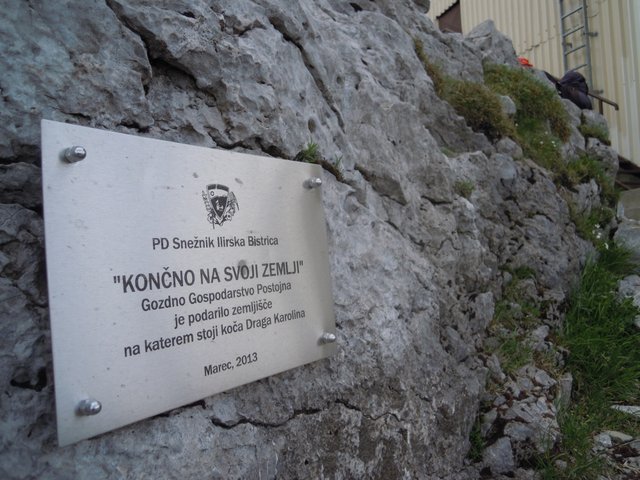 PD Snežnik Ilirska Bistrica
"KONČNO NA SVOJI ZEMLJI"
Gozdno Gospodarstvo Postojna
je podarilo zemljišče
na katerem stoji koča Draga Karolina
Marec, 2013